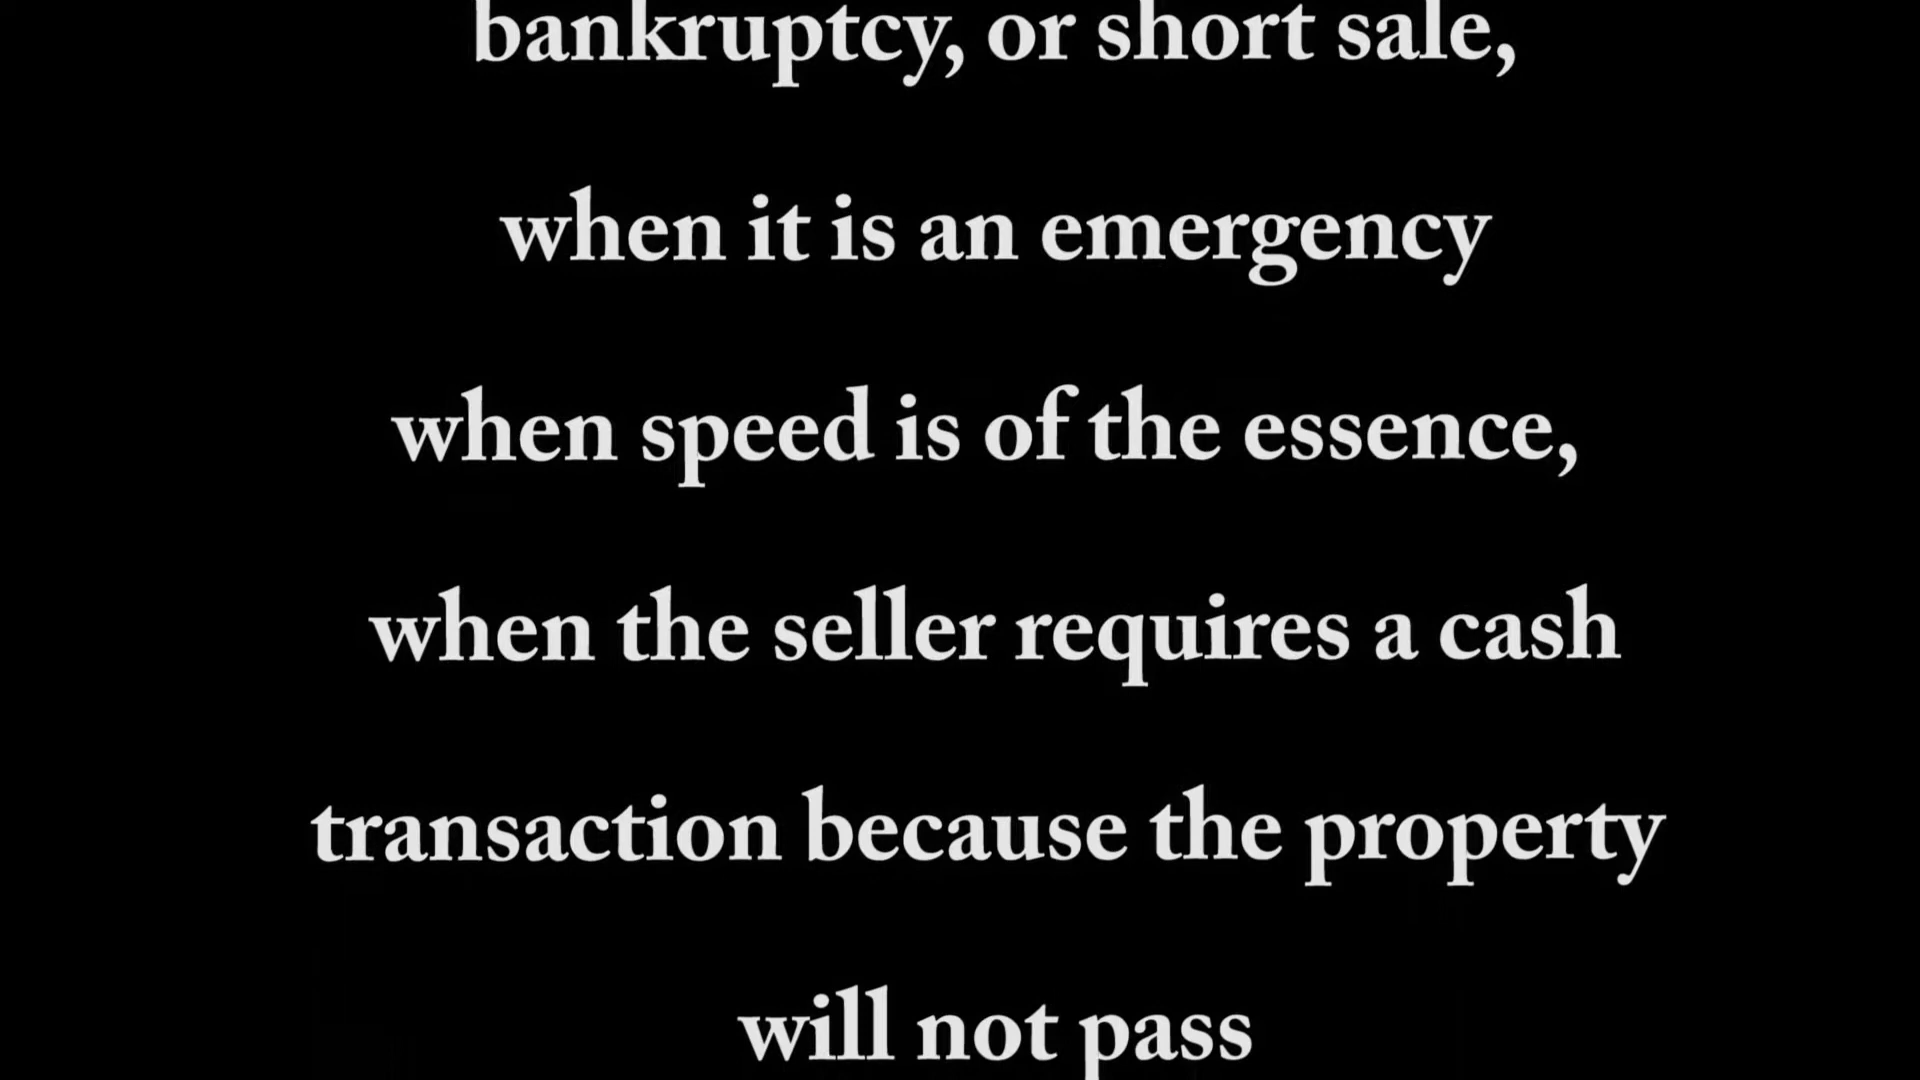 bankruptcy, or short sale,
when it is an emergency
when speed is of the essence,
when the seller requires a cash
transaction because the property
will not pass